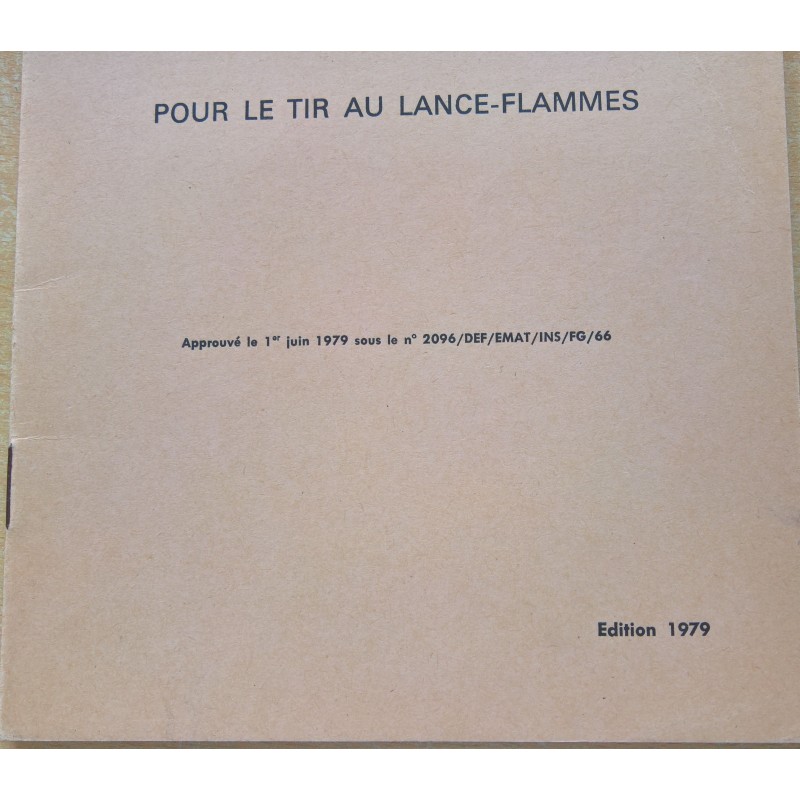 POUR LE TIR AU LANCE-FLAMMES
Approuvé le 1er juin 1979 sous le n° 2096/DEF/EMAT/INS/FG/66
Edition 1979